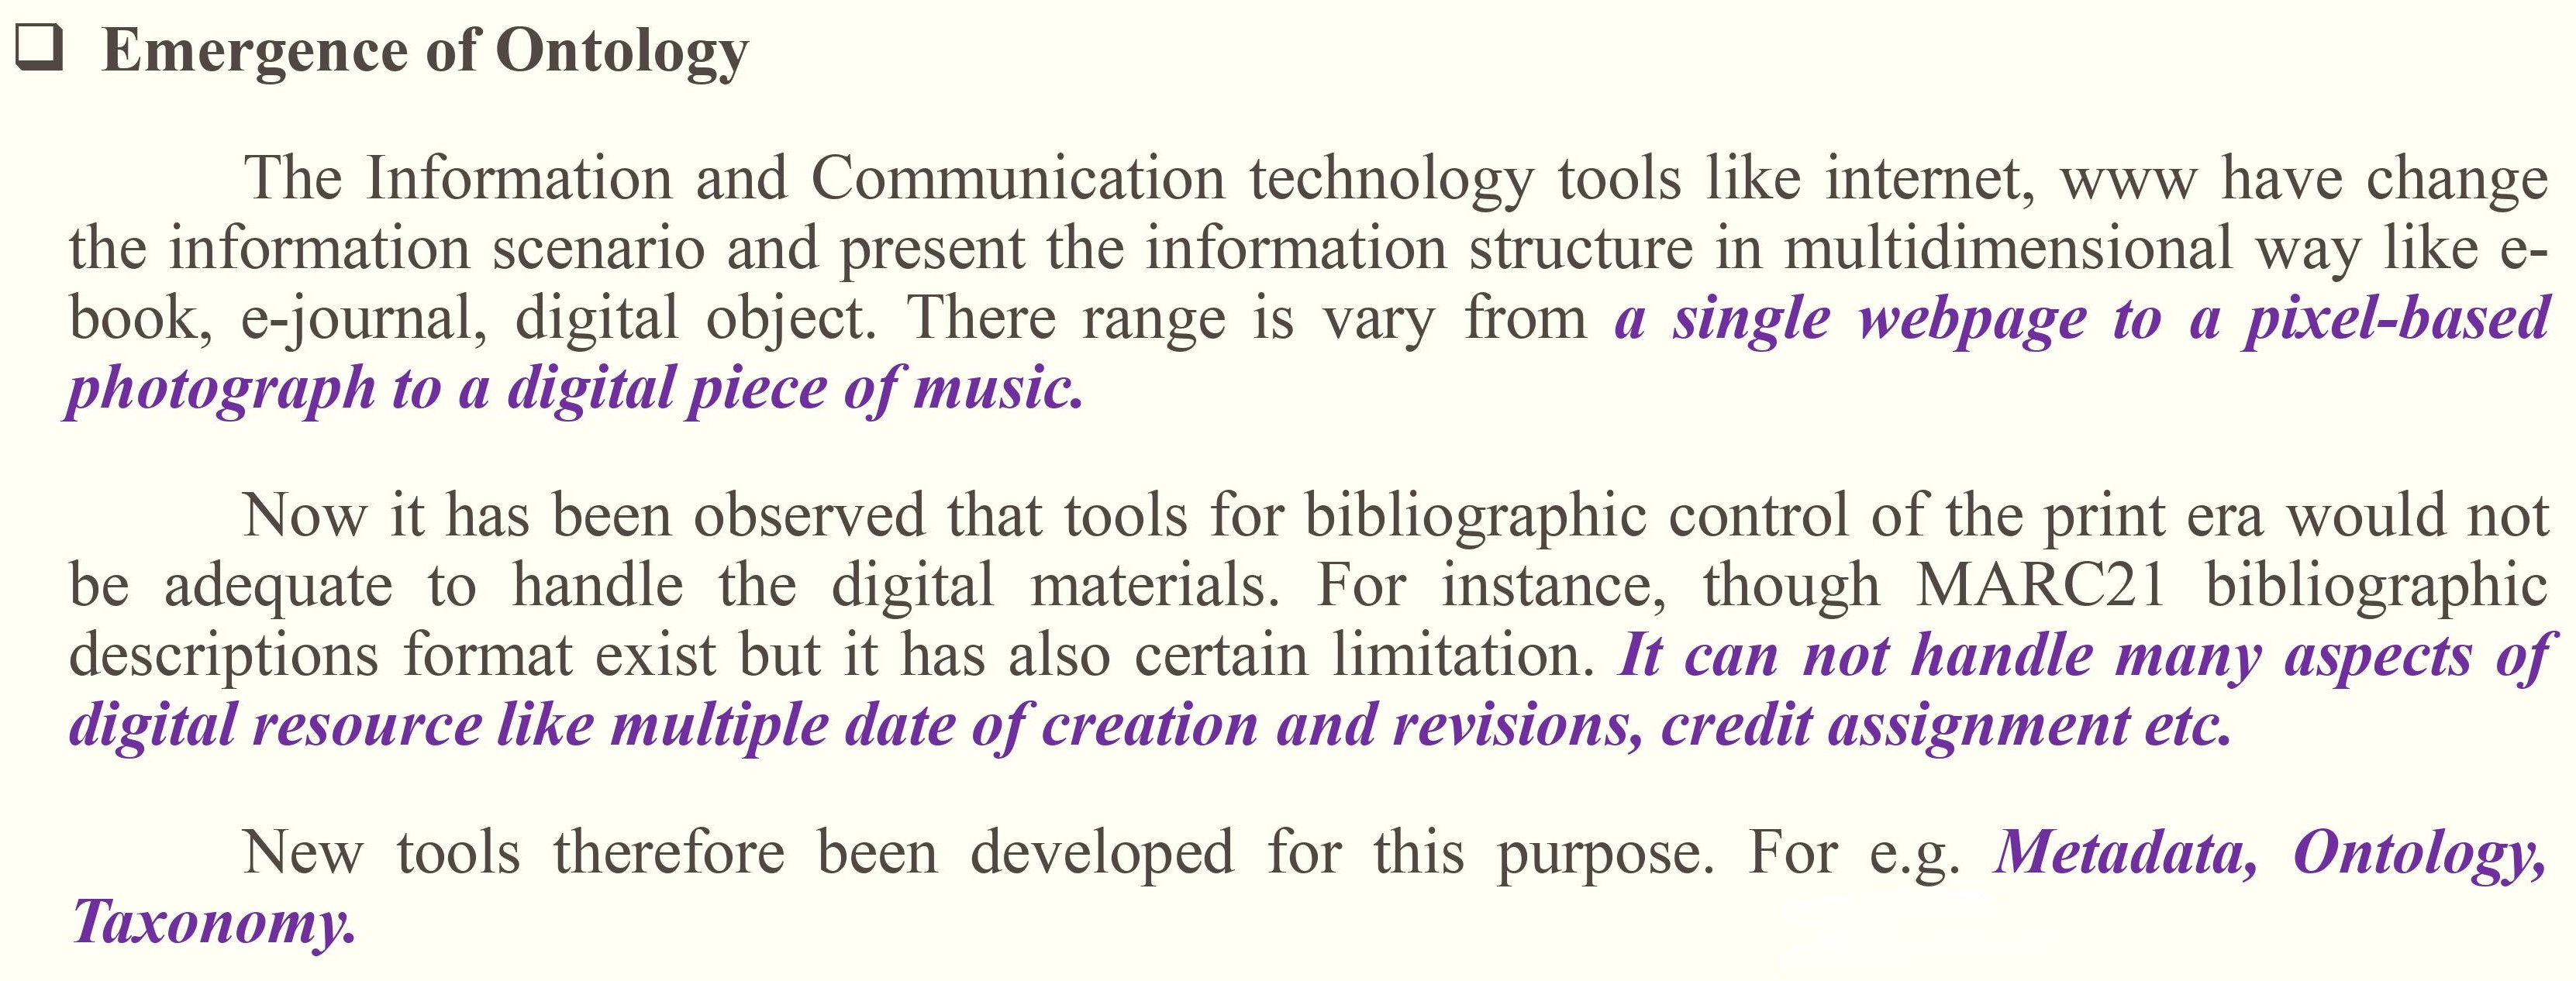 ❑ Emergence of Ontology
The Information and Communication technology tools like internet, www have change
the information scenario and present the information structure in multidimensional way like e-
book, e-journal, digital object. There range is vary from a single webpage to a pixel-based
photograph to a digital piece of music.
Now it has been observed that tools for bibliographic control of the print era would not
be adequate to handle the digital materials. For instance, though MARC21 bibliographic
descriptions format exist but it has also certain limitation. It can not handle many aspects of
digital resource like multiple date of creation and revisions, credit assignment etc.
New tools therefore been developed for this purpose. For e.g. Metadata, Ontology,
Taxonomy.